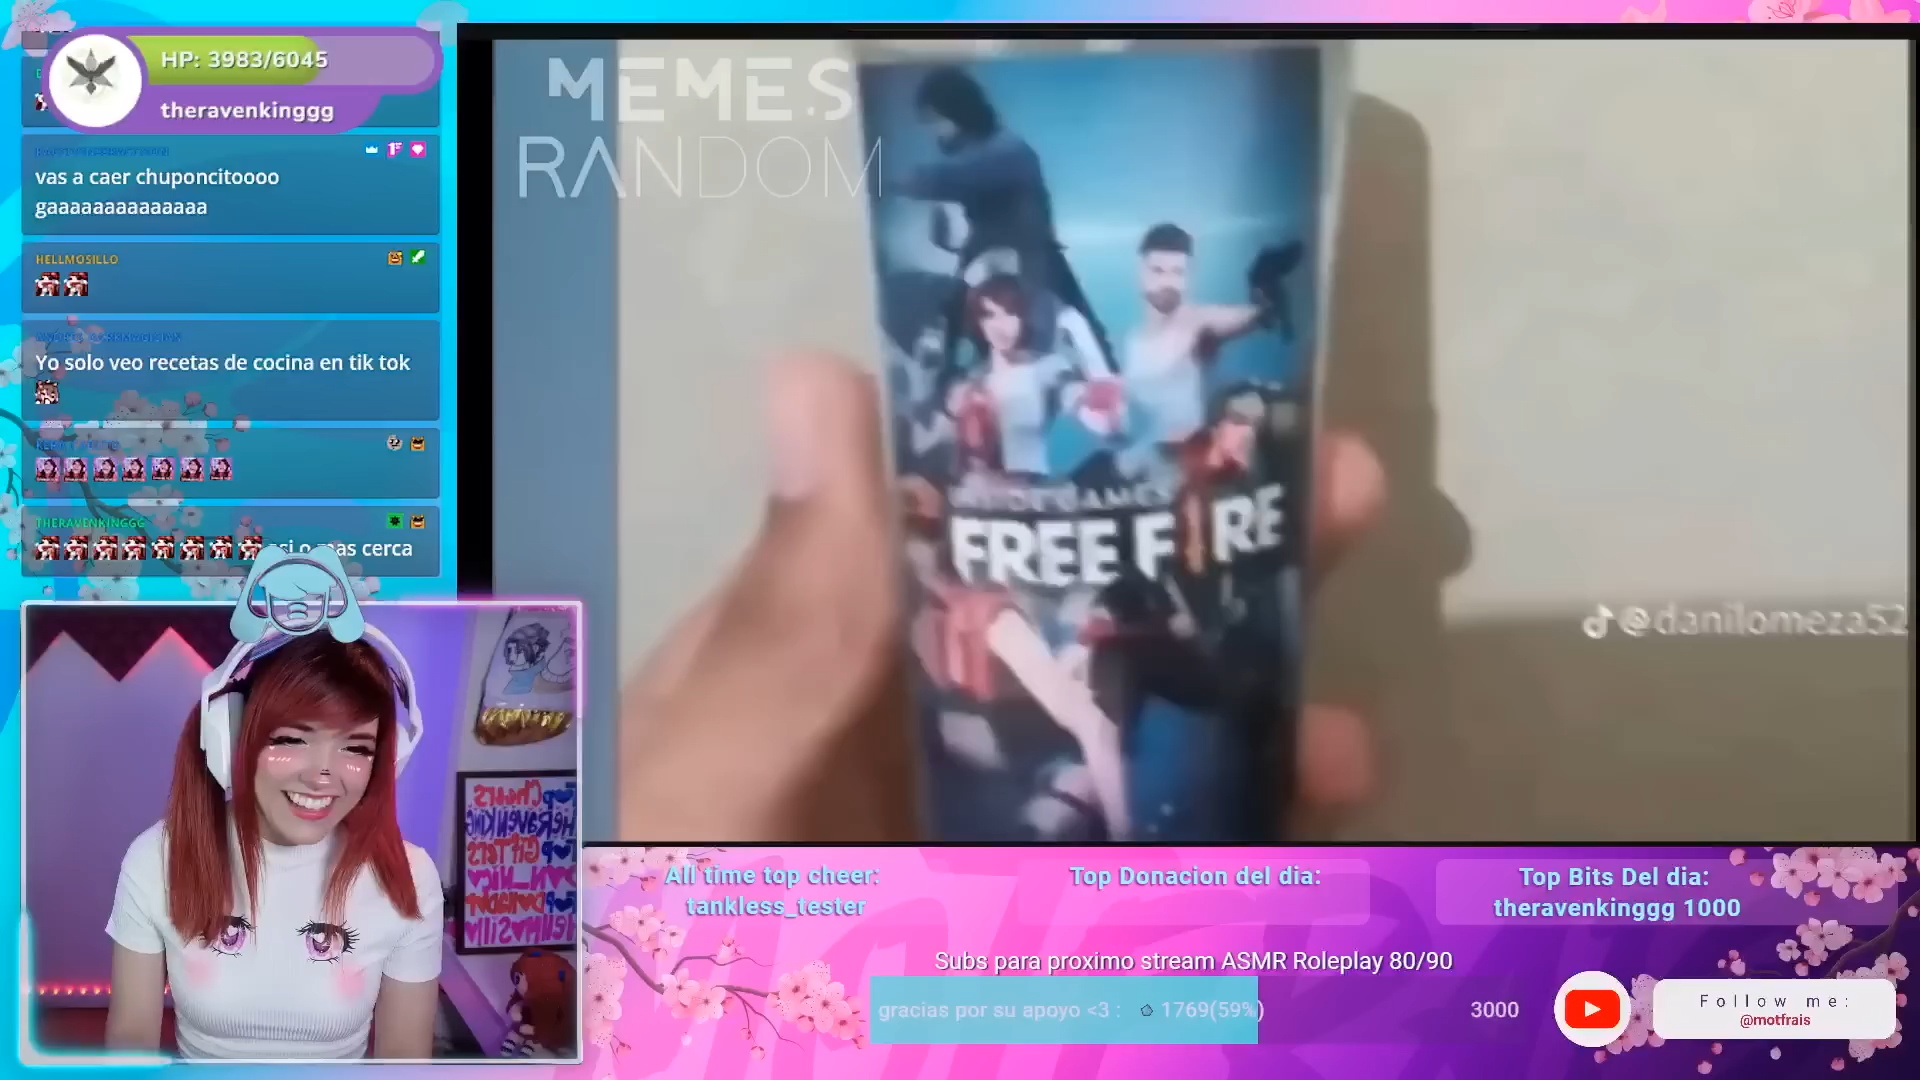 HP: 3983/6045
theravenkinggg
vas a caer chuponcitoooo
gaaaaaaaaaaaaaa
HELLMOSILLO
Yo solo veo recetas de cocina en tik tok
THERAVENKINGGG
si o mas cerca
MEMES
RANDOM
FREE FIRE
@danilomeza52
All time top cheer:
tankless_tester
Top Donacion del dia:
Top Bits Del dia:
theravenkinggg 1000
Subs para proximo stream ASMR Roleplay 80/90
gracias por su apoyo <3 : 1769(59%)
3000
Follow me:
@motfrais